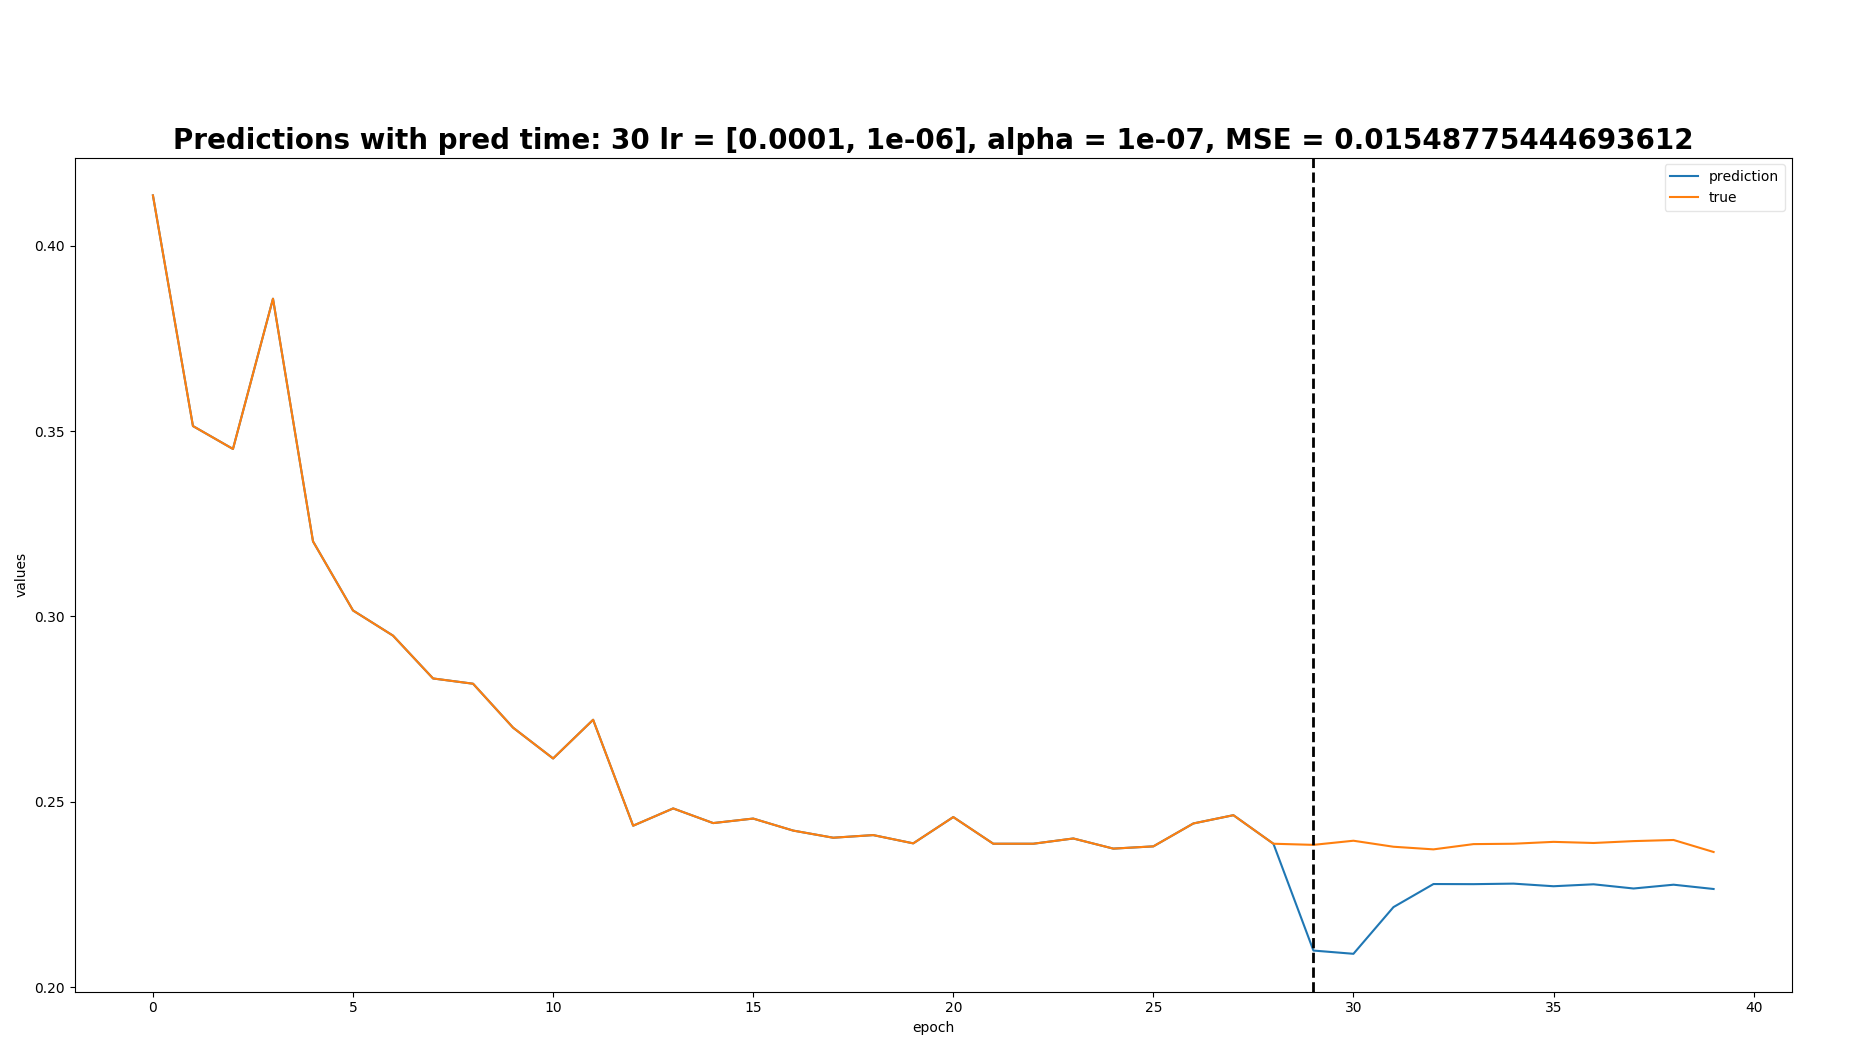 Predictions with pred time: 30 lr = [0.0001, 1e-06], alpha = 1e-07, MSE = 0.01548775444693612
prediction
true
values
0.40
0.35
0.30
0.25
0.20
0
5
10
15
20
25
30
35
40
epoch